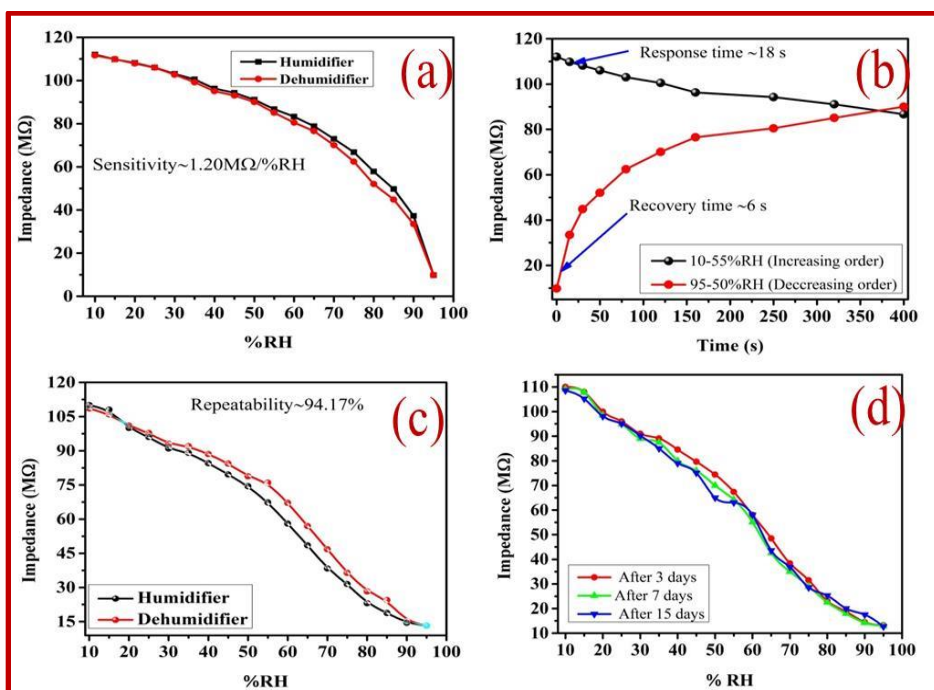 120
100
80
60
40
20
0
Impedance (MΩ)
Humidifier
Dehumidifier
(a)
Sensitivity~1.20MΩ/%RH
10 20 30 40 50 60 70 80 90 100
%RH
120
100
80
60
40
20
0
Impedance(MΩ)
Response time ~18 s
(b)
Recovery time ~6 s
10-55%RH (Increasing order)
95-50%RH (Deccreasing order)
0 50 100 150 200 250 300 350 400
Time (s)
120
105
90
75
60
45
30
15
Impedance (MΩ)
Repeatability~94.17%
(c)
Humidifier
Dehumidifier
10 20 30 40 50 60 70 80 90 100
%RH
110
100
90
80
70
60
50
40
30
20
10
Impedance (MΩ)
(d)
After 3 days
After 7 days
After 15 days
10 20 30 40 50 60 70 80 90 100
% RH